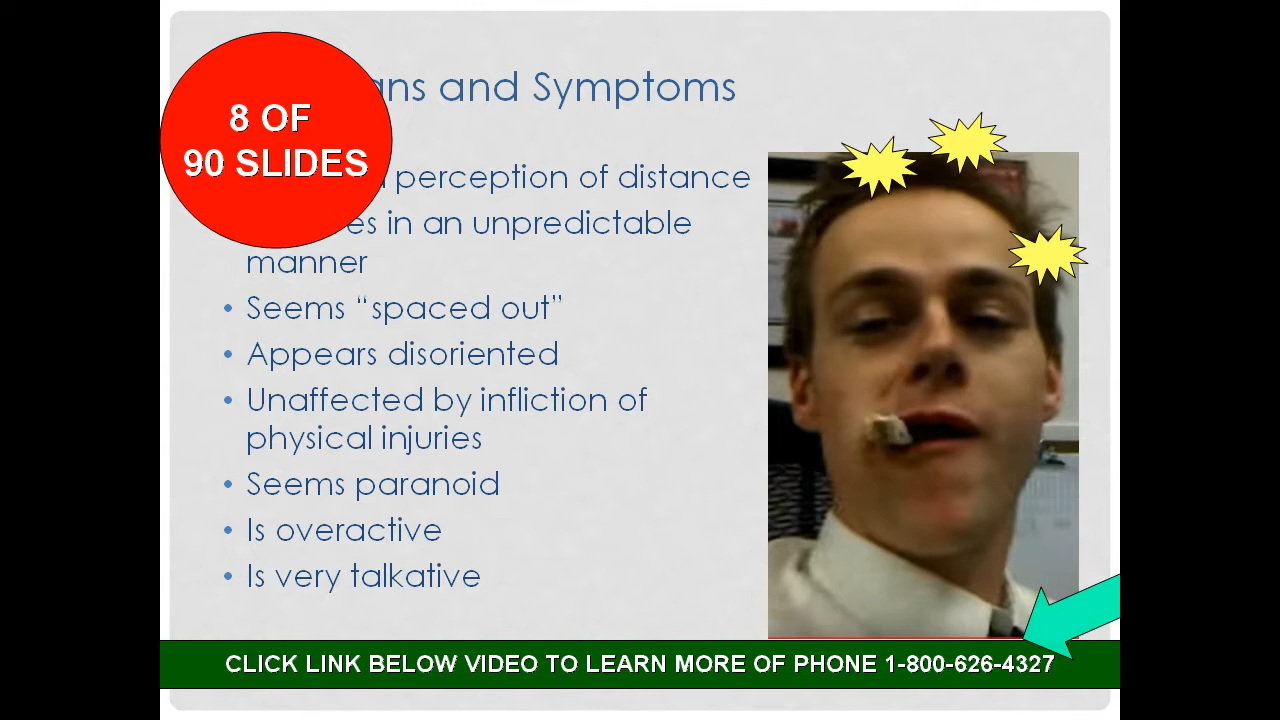 8 OF
90 SLIDES
and Symptoms
perception of distance
in an unpredictable
manner
• Seems “spaced out”
• Appears disoriented
• Unaffected by infliction of
physical injuries
• Seems paranoid
• Is overactive
• Is very talkative
CLICK LINK BELOW VIDEO TO LEARN MORE OF PHONE 1-800-626-4327